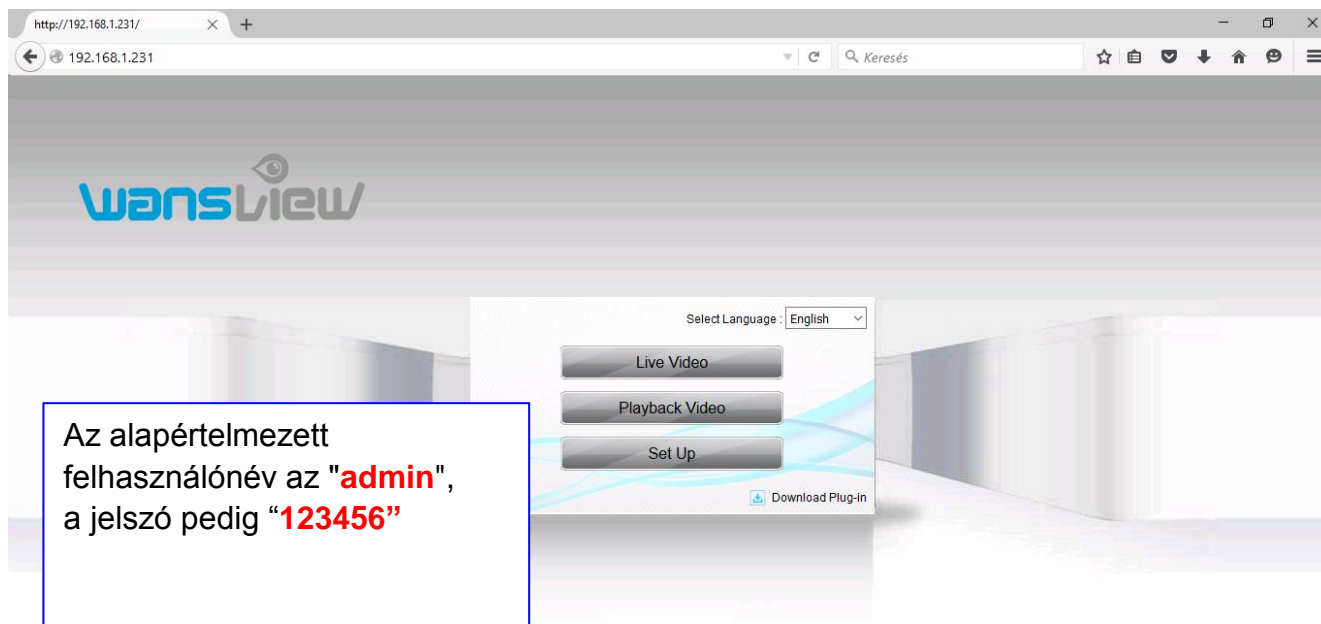 http://192.168.1.231/
192.168.1.231
Keresés
wansview
Select Language : English
Live Video
Playback Video
Set Up
Download Plug-in
Az alapértelmezett
felhasználónév az "admin",
a jelszó pedig “123456”